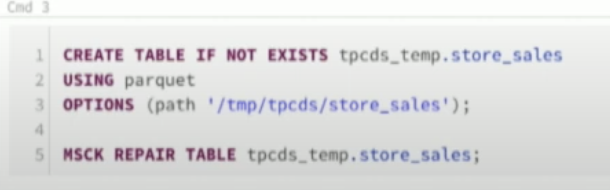 Cmd 3
1 CREATE TABLE IF NOT EXISTS tpcds_temp.store_sales
2 USING parquet
3 OPTIONS (path '/tmp/tpcds/store_sales');
4
5 MSCK REPAIR TABLE tpcds_temp.store_sales;